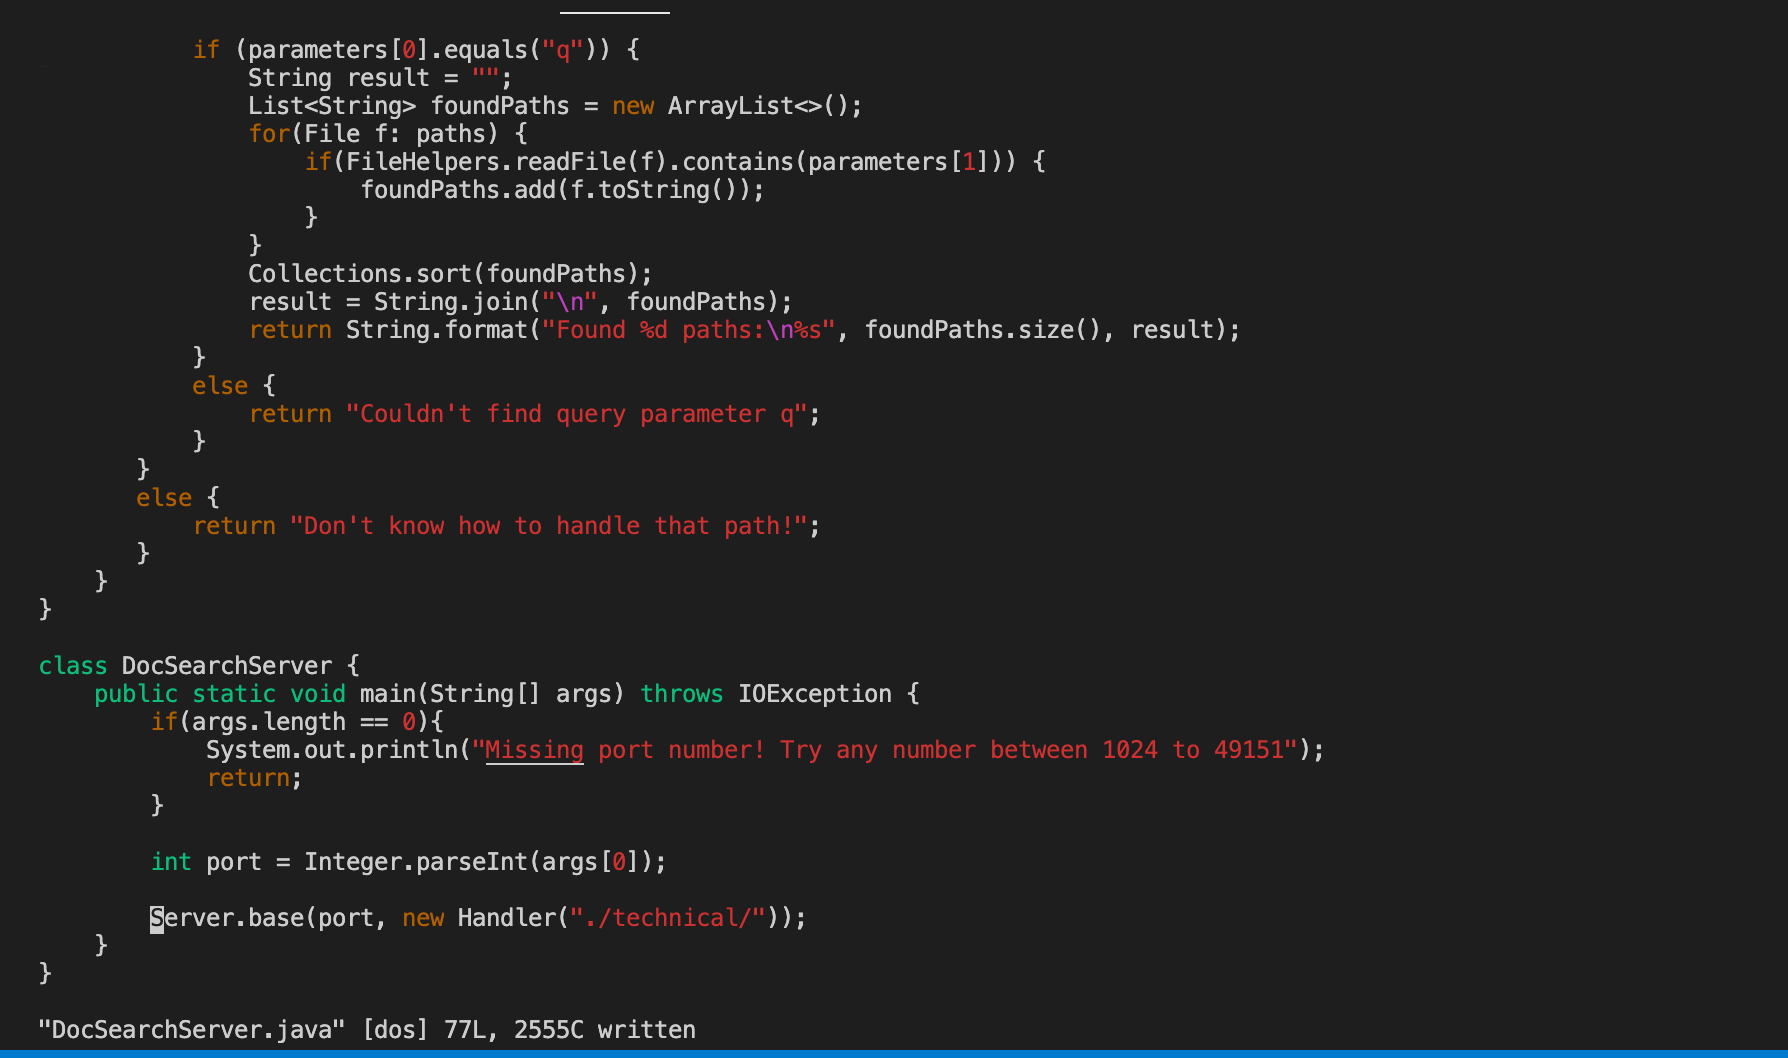 if (parameters[0].equals("q")) {
String result = "";
List<String> foundPaths = new ArrayList<>();
for(File f: paths) {
if(FileHelpers.readFile(f).contains(parameters[1])) {
foundPaths.add(f.toString());
}
}
Collections.sort(foundPaths);
result = String.join("\n", foundPaths);
return String.format("Found %d paths:\n%s", foundPaths.size(), result);
}
else {
return "Couldn't find query parameter q";
}
}
else {
return "Don't know how to handle that path!";
}
}
}
class DocSearchServer {
public static void main(String[] args) throws IOException {
if(args.length == 0){
System.out.println("Missing port number! Try any number between 1024 to 49151");
return;
}
int port = Integer.parseInt(args[0]);
Server.base(port, new Handler("./technical/"));
}
}
"DocSearchServer.java" [dos] 77L, 2555C written